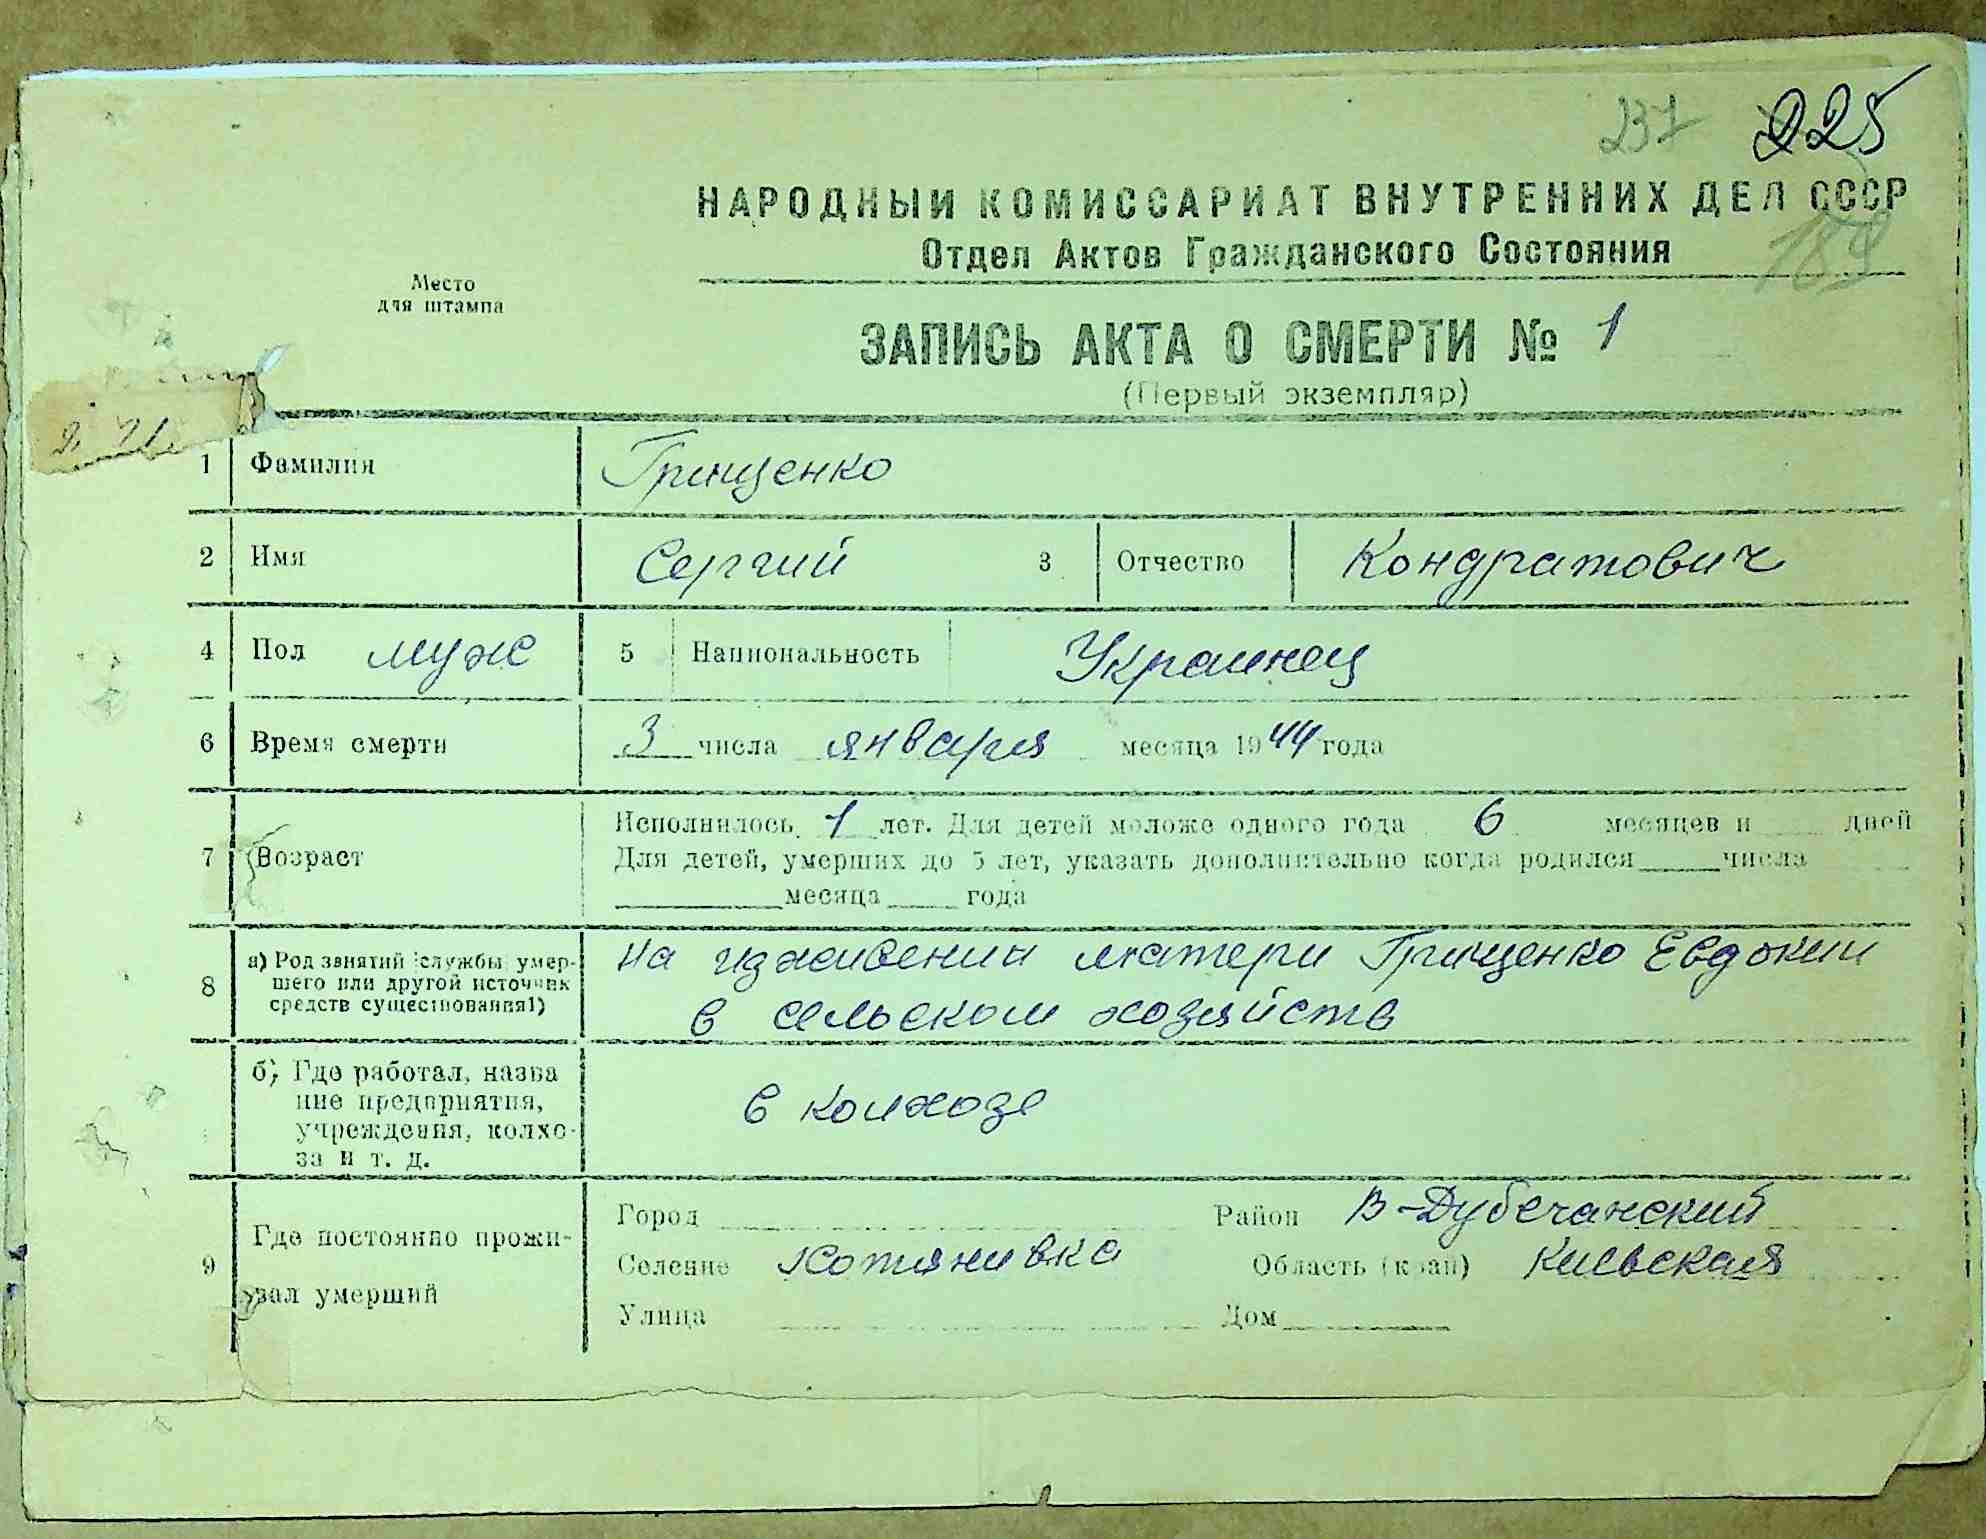 237 225
НАРОДНЫЙ КОМИССАРИАТ ВНУТРЕННИХ ДЕЛ СССР
189
Отдел Актов Гражданского Состояния
Место
для штампа
ЗАПИСЬ АКТА О СМЕРТИ № 1
(Первый экземпляр)
1 Фамилия Грищенко
2 Имя Сергий 3 Отчество Кондратович
4 Пол муж 5 Национальность Украинец
6 Время смерти 3 числа января месяца 1944 года
7 Возраст
Исполнилось 1 лет. Для детей моложе одного года 6 месяцев и дней
Для детей, умерших до 5 лет, указать дополнительно когда родился числа
месяца года
8 а) Род занятий службы умер-
шего или другой источник
средств существования1)
на иживении матери Грищенко Евдокии
в сельском хозяйств
б) Где работал, назва
ние предприятия,
учреждения, колхо-
за и т. д.
в колхозе
9 Где постоянно прожи-
вал умерший
Город Район В-Дубечанский
Селение Хотянивка Область (край) Киевская
Улица Дом